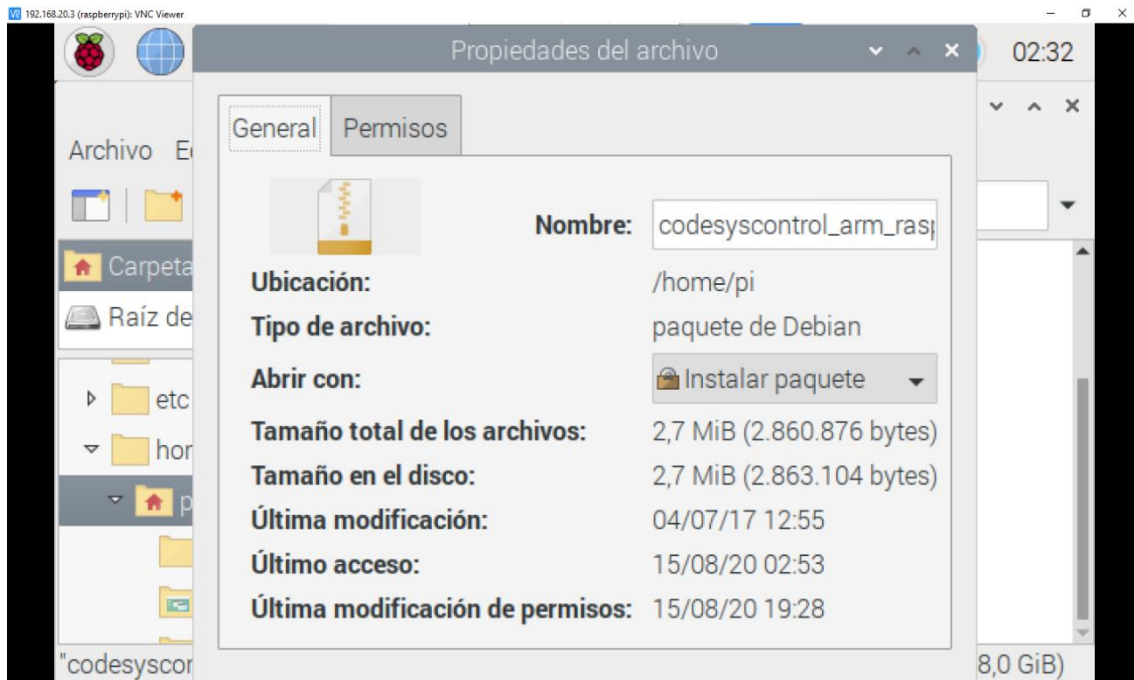 192.168.20.3 (raspberrypi): VNC Viewer
Propiedades del archivo
02:32
General Permisos
Archivo
Nombre: codesyscontrol_arm_rasp
Carpeta
Ubicación: /home/pi
Raíz de
Tipo de archivo: paquete de Debian
Abrir con: Instalar paquete
etc
Tamaño total de los archivos: 2,7 MiB (2.860.876 bytes)
hom
Tamaño en el disco: 2,7 MiB (2.863.104 bytes)
p
Última modificación: 04/07/17 12:55
Último acceso: 15/08/20 02:53
Última modificación de permisos: 15/08/20 19:28
"codesyscon
8,0 GiB)